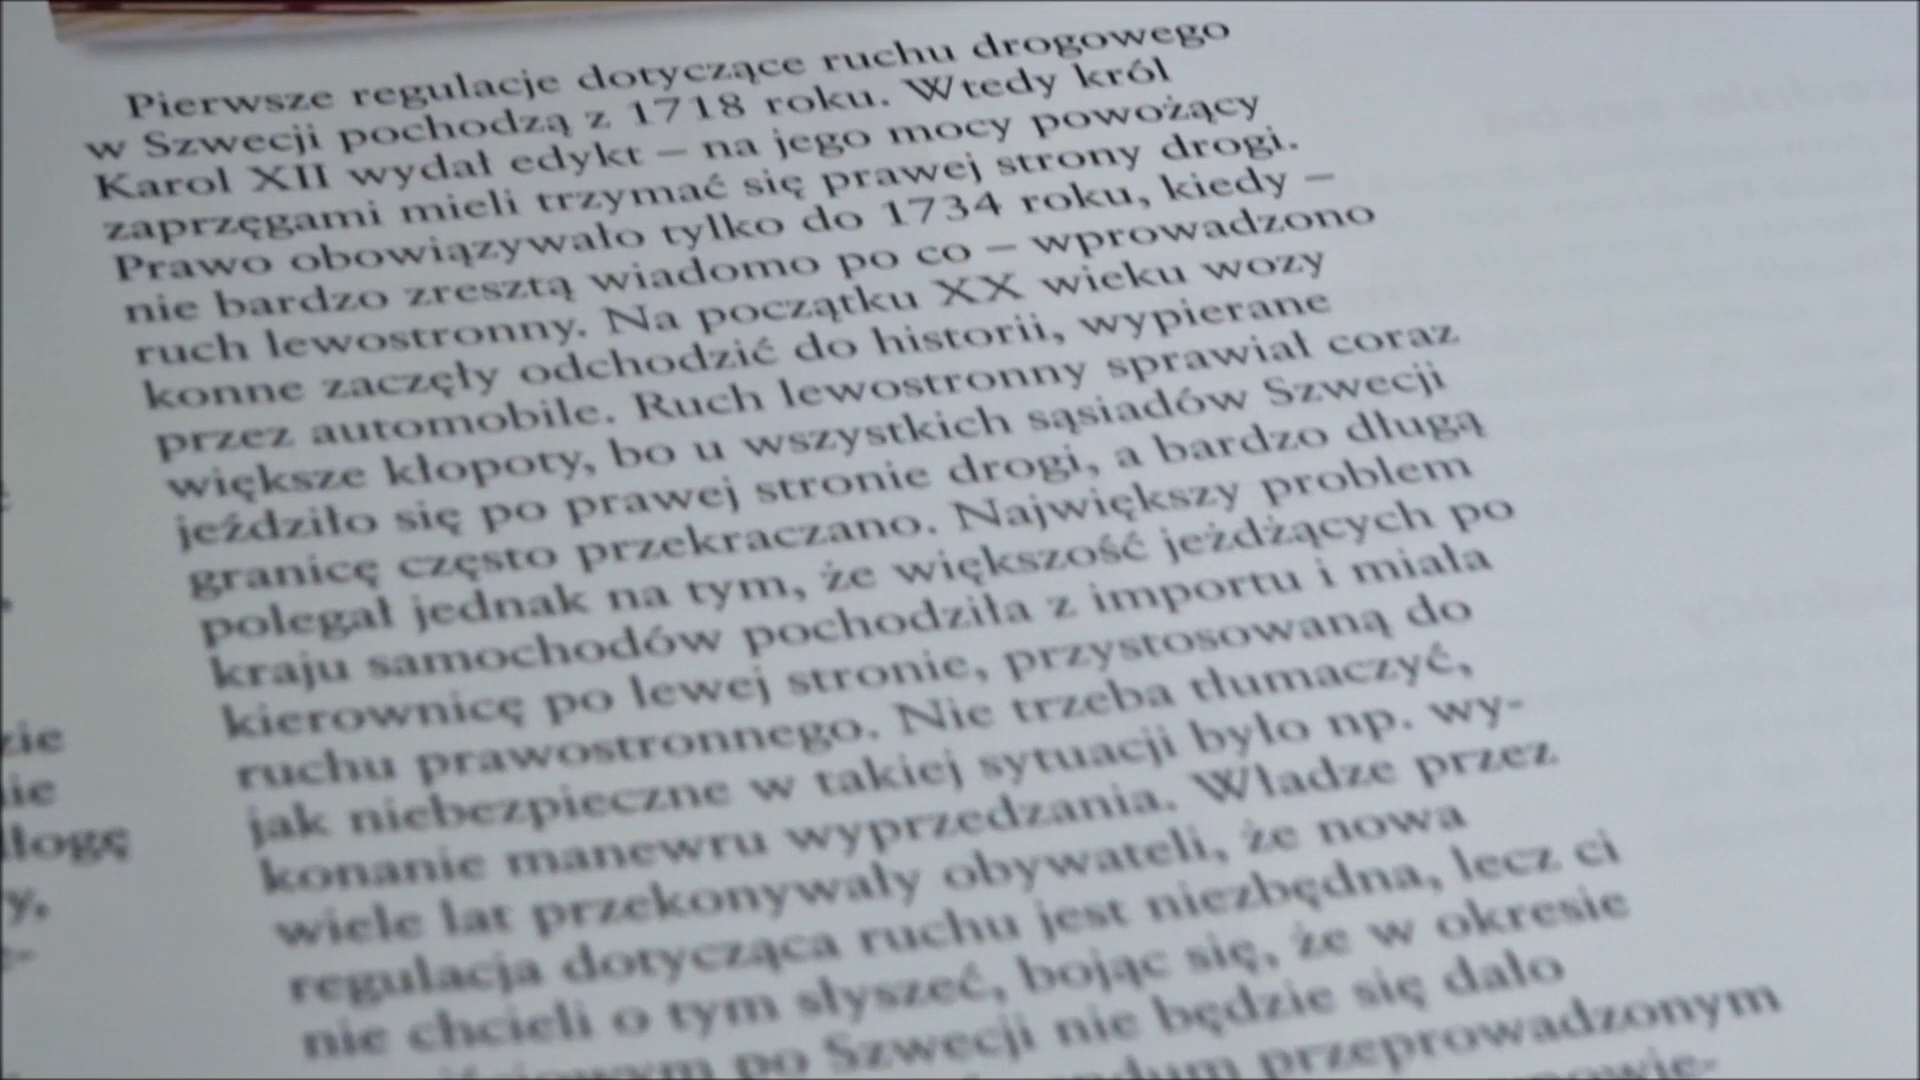 Pierwsze regulacje dotyczące ruchu drogowego
w Szwecji pochodzą z 1718 roku. Wtedy król
Karol XII wydał edykt – na jego mocy powożący
zaprzęgami mieli trzymać się prawej strony drogi.
Prawo obowiązywało tylko do 1734 roku, kiedy –
nie bardzo zresztą wiadomo po co – wprowadzono
ruch lewostronny. Na początku XX wieku wozy
konne zaczęły odchodzić do historii, wypierane
przez automobile. Ruch lewostronny sprawiał coraz
większe kłopoty, bo u wszystkich sąsiadów Szwecji
jeździło się po prawej stronie drogi, a bardzo długą
granicę często przekraczano. Największy problem
polegał jednak na tym, że większość jeżdżących po
kraju samochodów pochodziła z importu i miała
kierownicę po lewej stronie, przystosowaną do
ruchu prawostronnego. Nie trzeba tłumaczyć,
jak niebezpieczne w takiej sytuacji było np. wy-
konanie manewru wyprzedzania. Władze przez
wiele lat przekonywały obywateli, że nowa
regulacja dotycząca ruchu jest niezbędna, lecz ci
nie chcieli o tym słyszeć, bojąc się, że w okresie
po Szwecji nie będzie się dało
przeprowadzonym